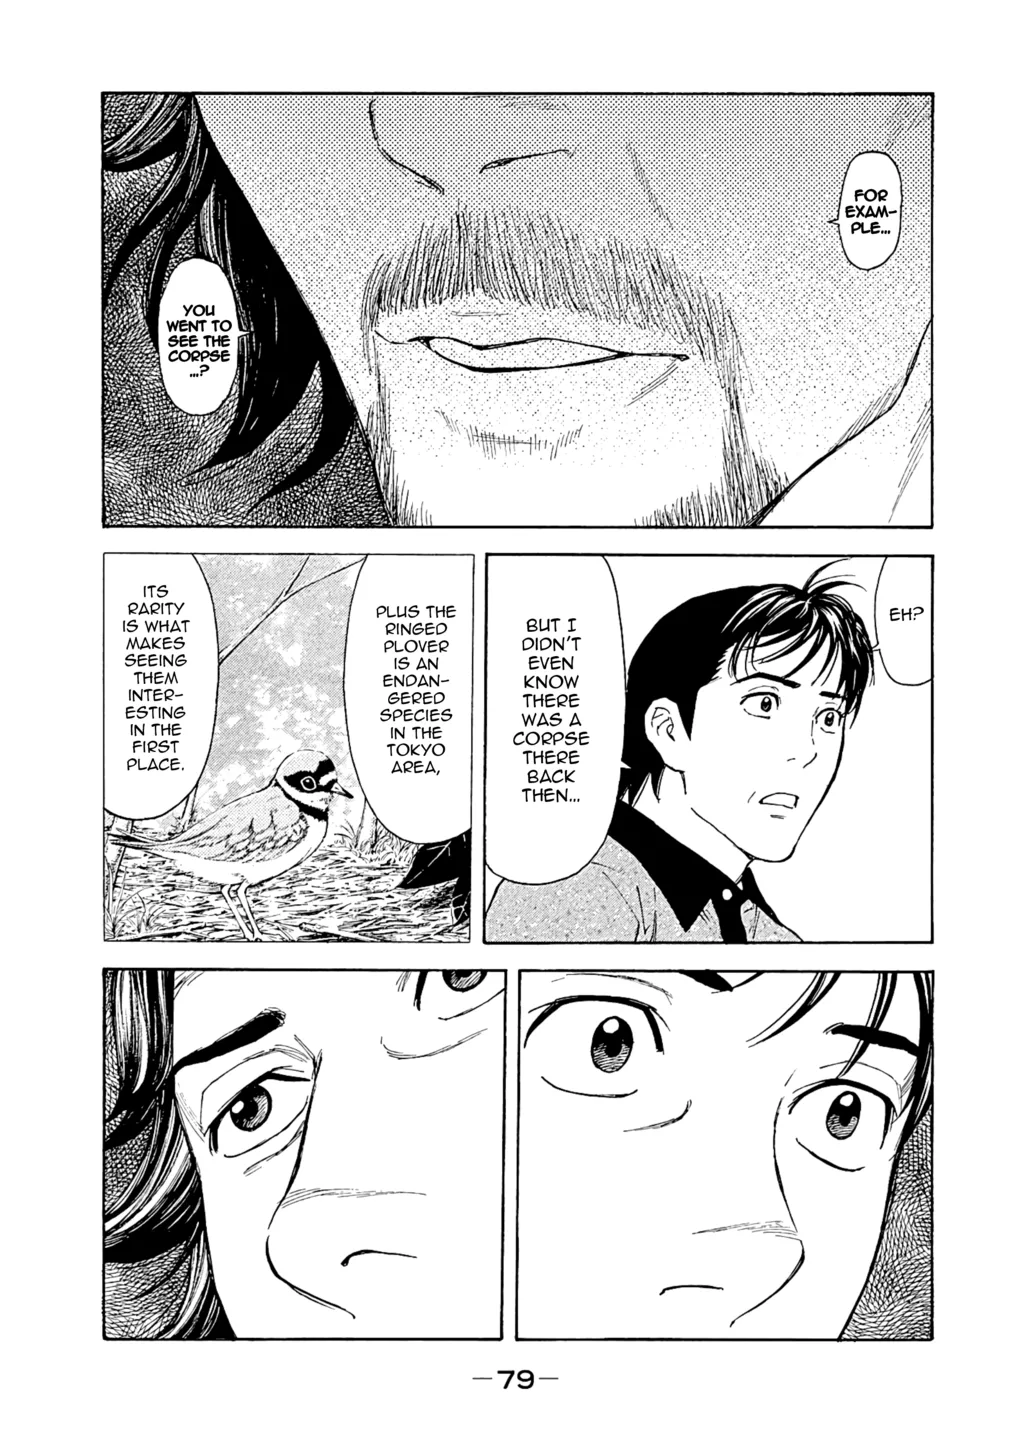 FOR
EXAM-
PLE...
YOU
WENT TO
SEE THE
CORPSE
...?
EH?
BUT I
DIDN'T
EVEN
KNOW
THERE
WAS A
CORPSE
THERE
BACK
THEN...
PLUS THE
RINGED
PLOVER
IS AN
ENDAN-
GERED
SPECIES
IN THE
TOKYO
AREA,
ITS
RARITY
IS WHAT
MAKES
SEEING
THEM
INTER-
ESTING
IN THE
FIRST
PLACE.
—79—